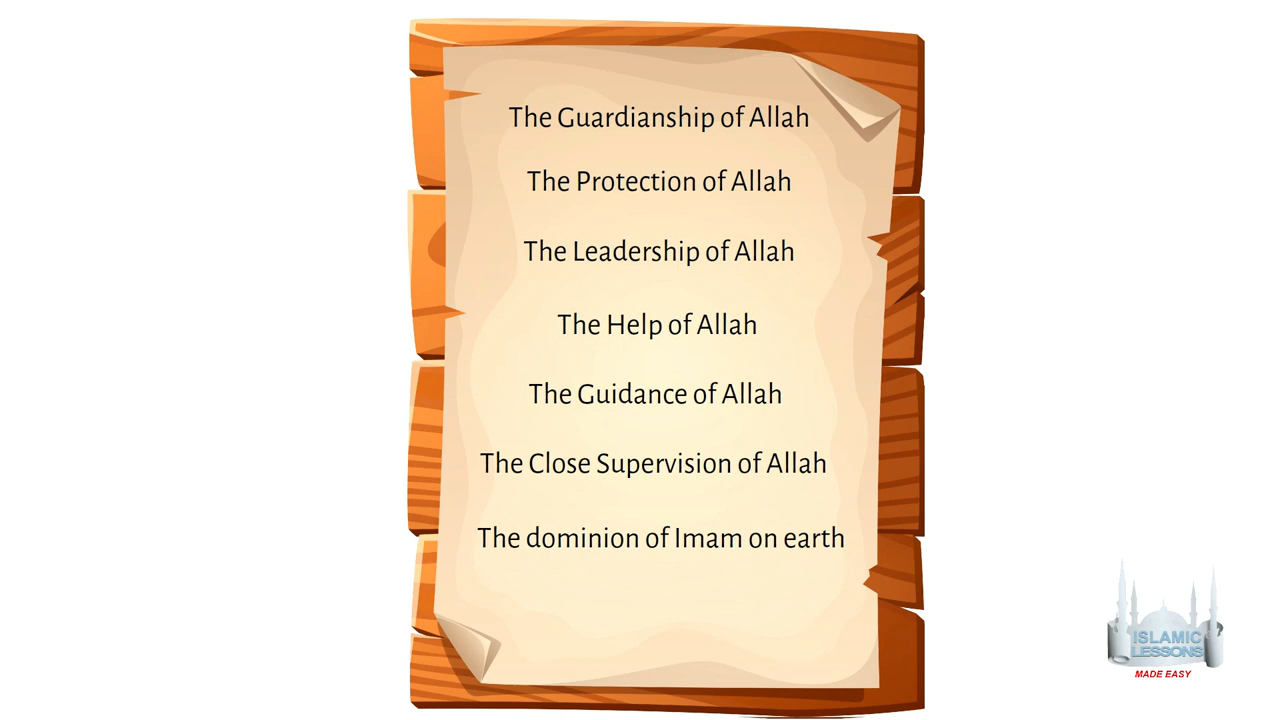 The Guardianship of Allah
The Protection of Allah
The Leadership of Allah
The Help of Allah
The Guidance of Allah
The Close Supervision of Allah
The dominion of Imam on earth
ISLAMIC
LESSONS
MADE EASY